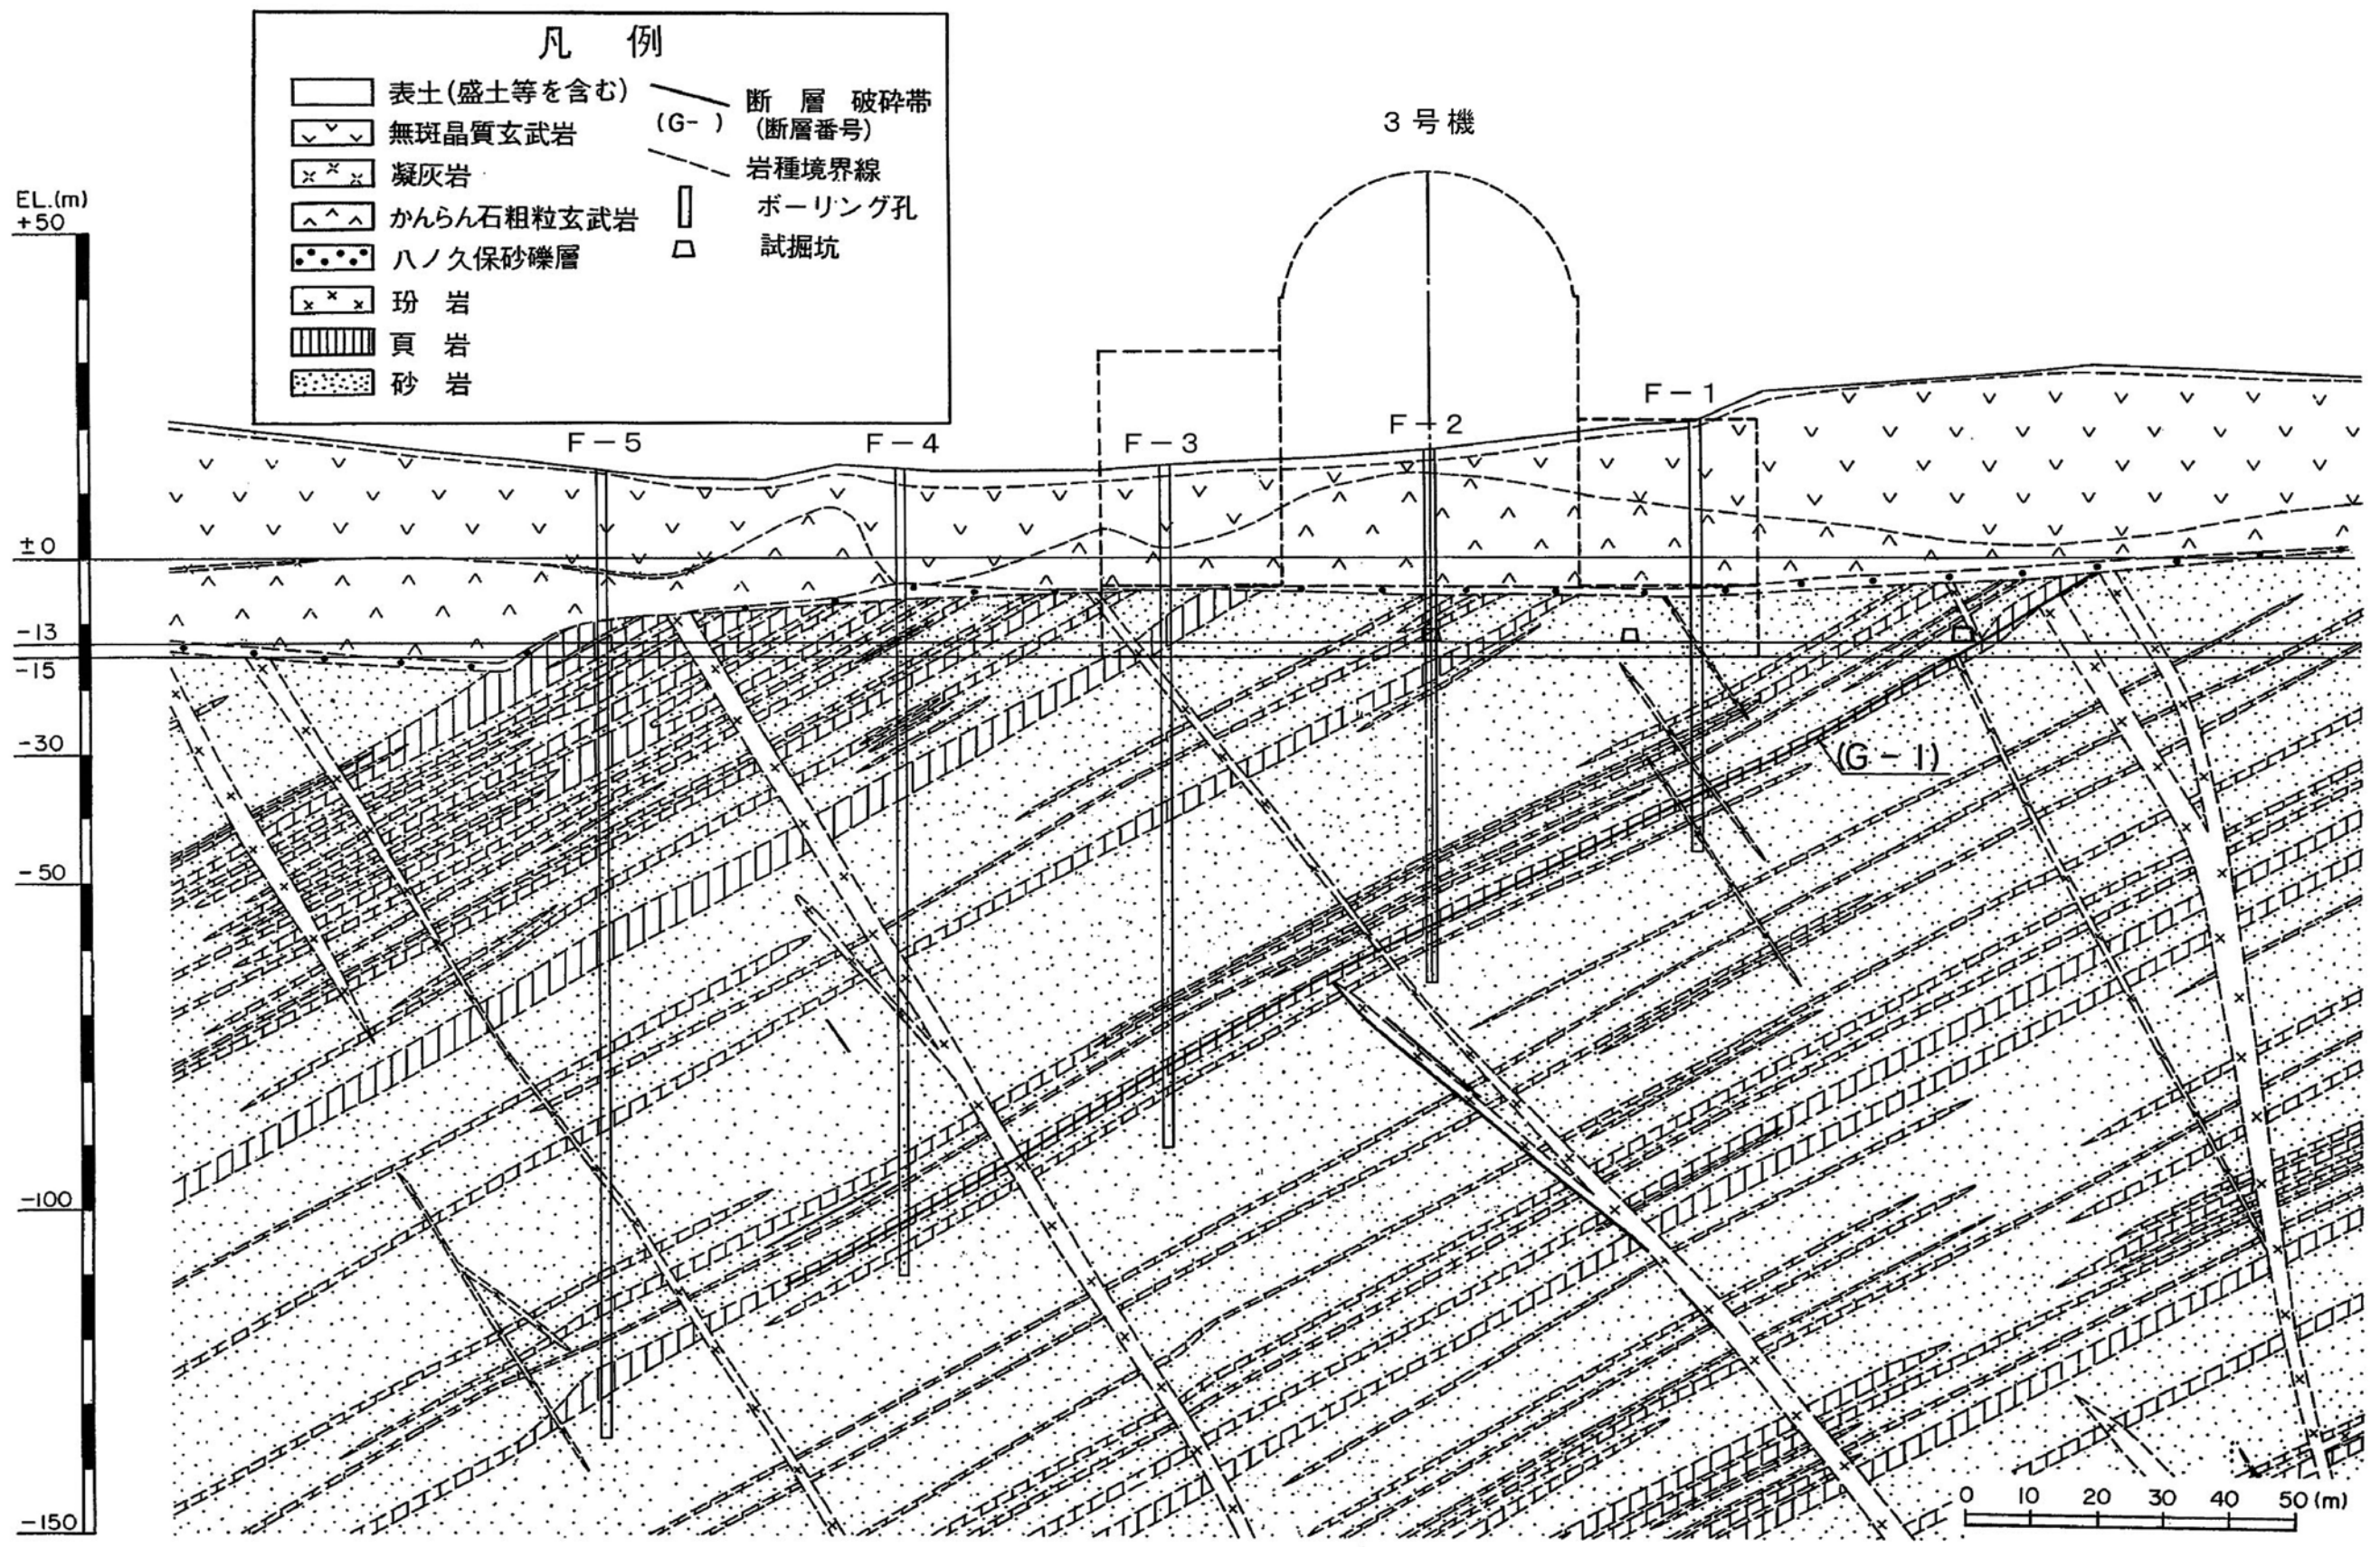 凡 例
表土(盛土等を含む)
無斑晶質玄武岩
凝灰岩
かんらん石粗粒玄武岩
八ノ久保砂礫層
玢 岩
頁 岩
砂 岩
断 層 破砕帯
(G- ) (断層番号)
岩種境界線
ボーリング孔
試掘坑
3号機
EL.(m)
+50
±0
-13
-15
-30
-50
-100
-150
F-5
F-4
F-3
F-2
F-1
(G-1)
0 10 20 30 40 50 (m)